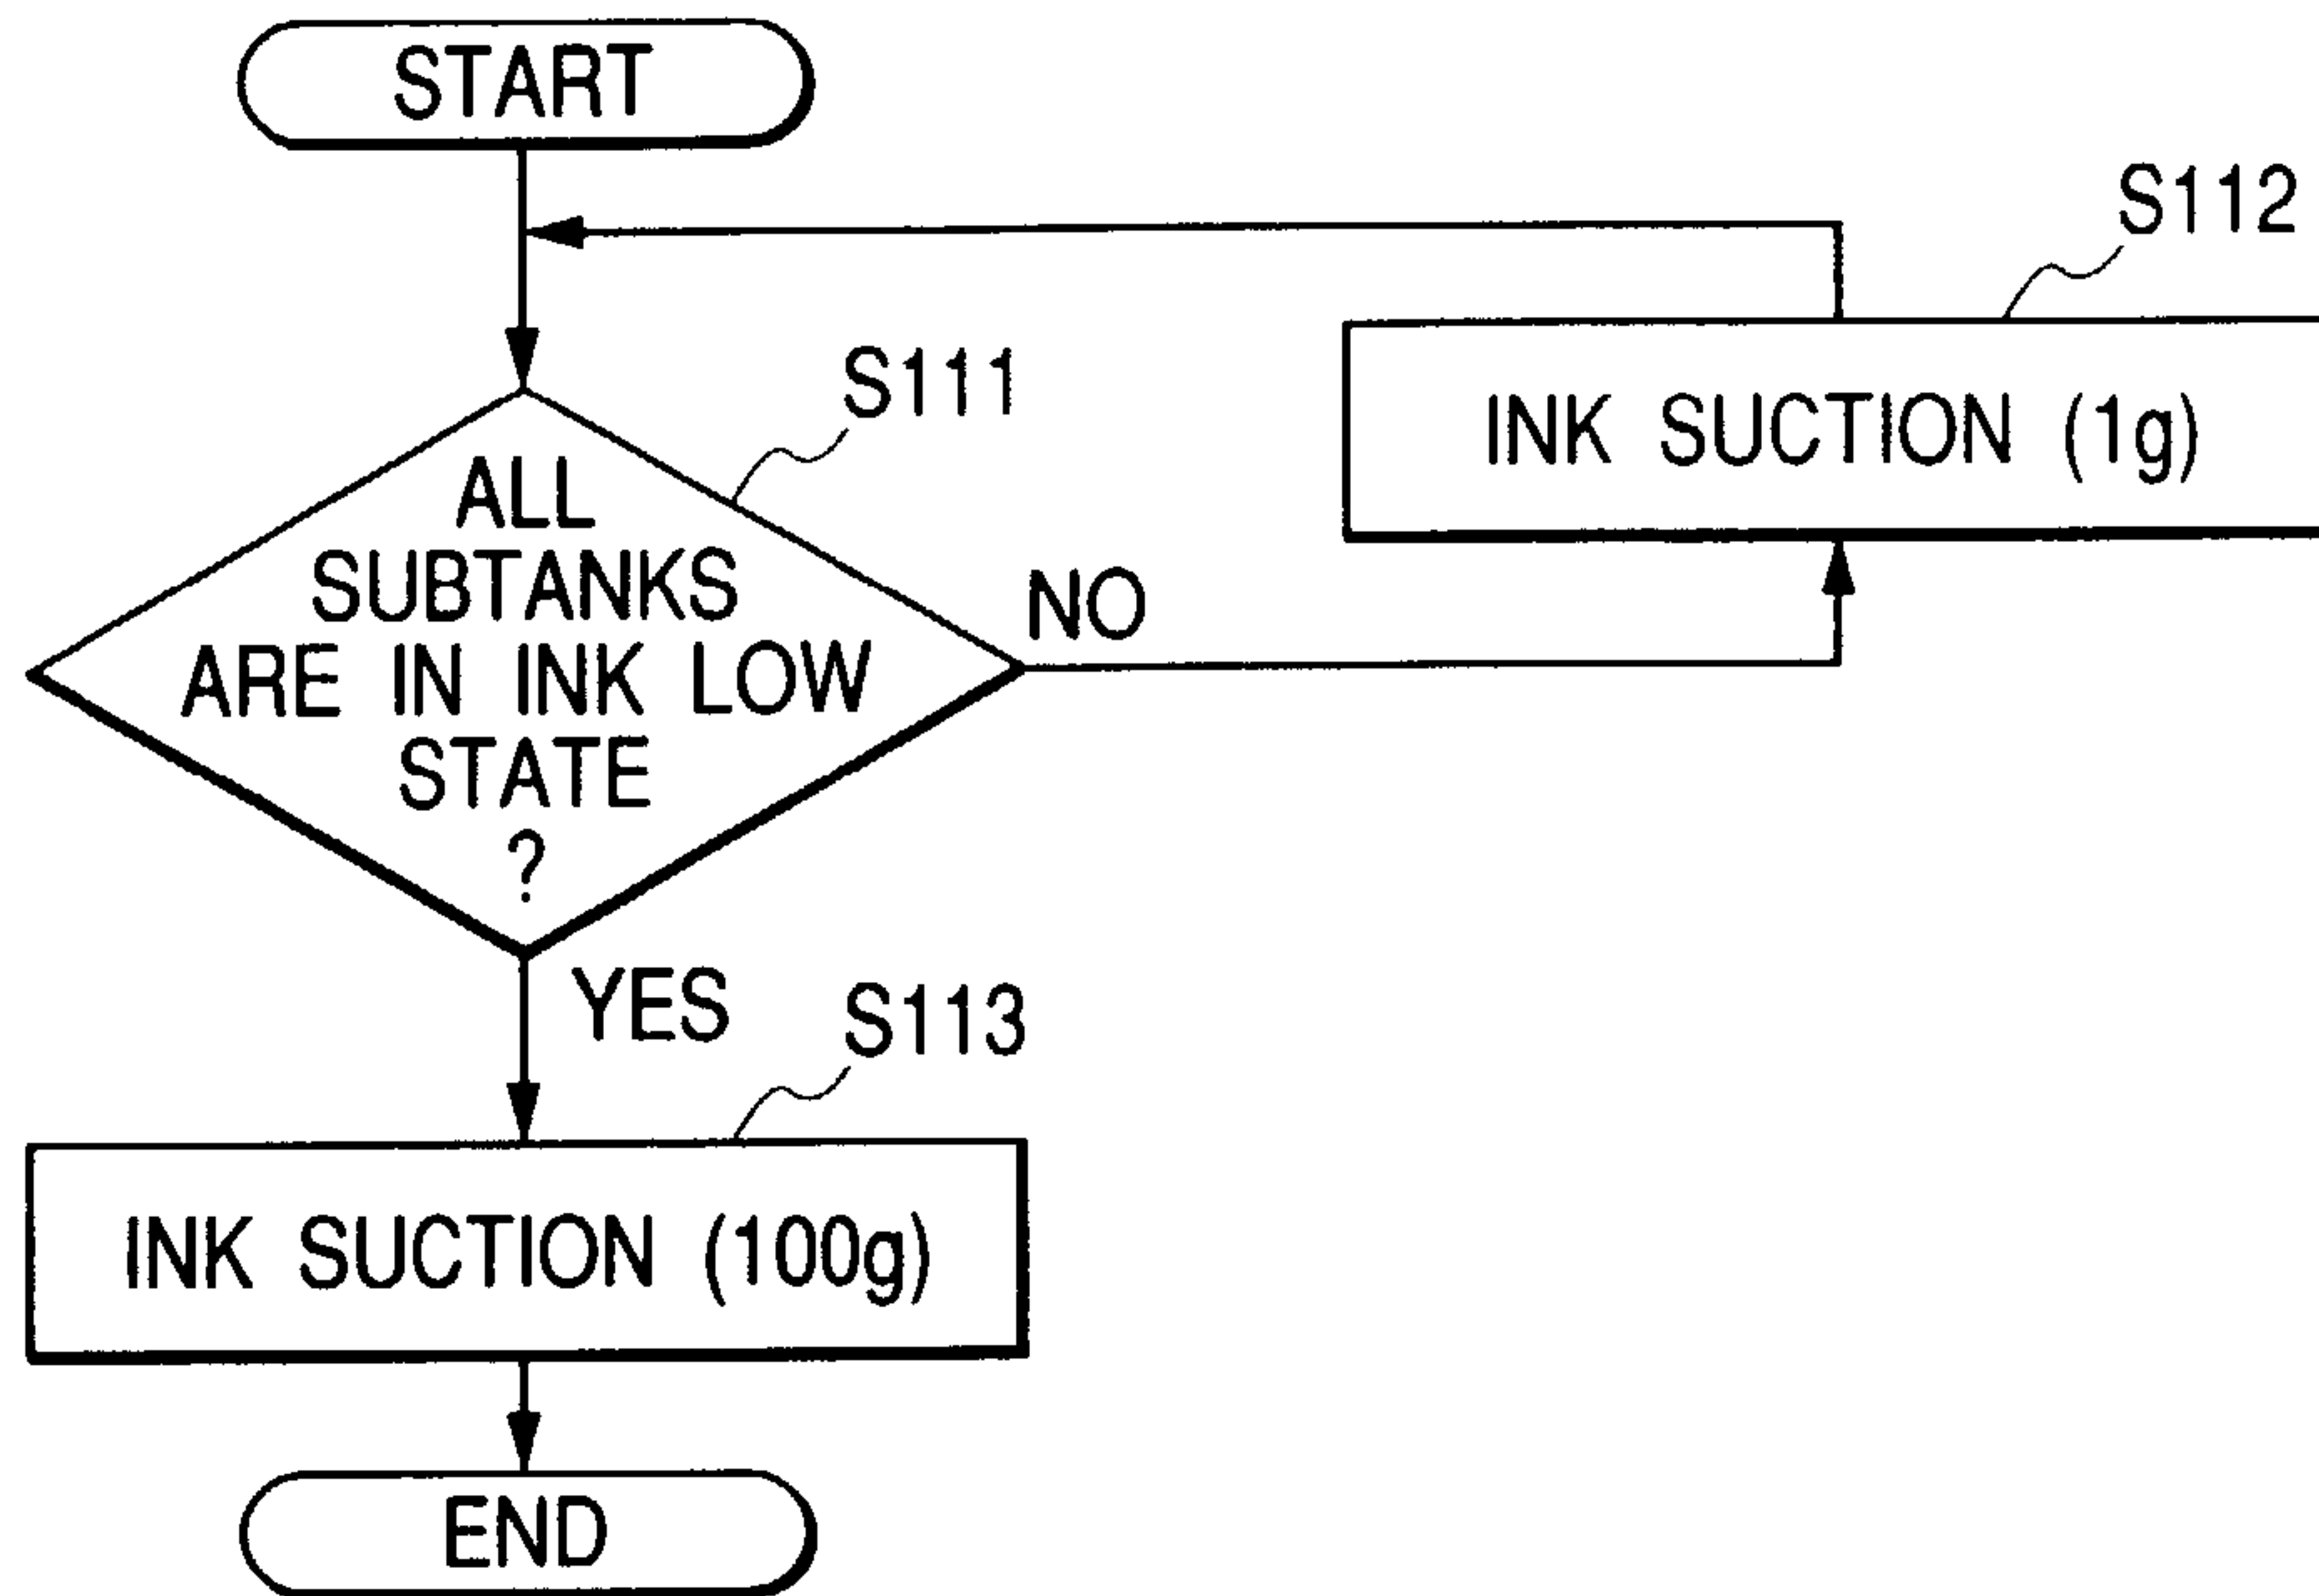 START
S112
INK SUCTION (1g)
S111
ALL
SUBTANKS
ARE IN INK LOW
STATE
?
NO
YES
S113
INK SUCTION (100g)
END